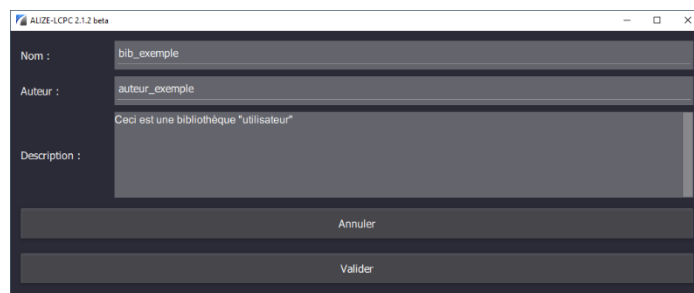 ALIZE-LCPC 2.1.2 beta
Nom :
bib_exemple
Auteur :
auteur_exemple
Description :
Ceci est une bibliothèque "utilisateur"
Annuler
Valider